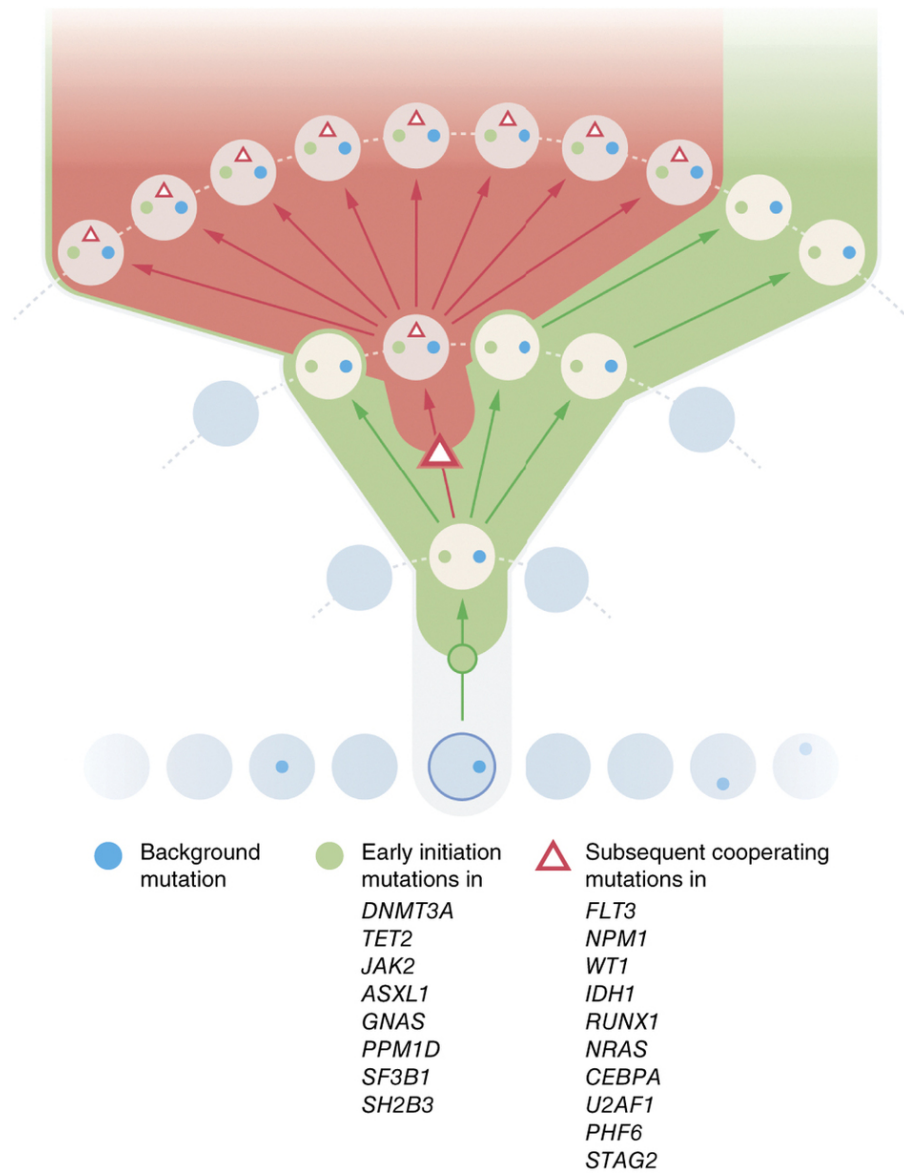 Background
mutation
Early initiation
mutations in
DNMT3A
TET2
JAK2
ASXL1
GNAS
PPM1D
SF3B1
SH2B3
Subsequent cooperating
mutations in
FLT3
NPM1
WT1
IDH1
RUNX1
NRAS
CEBPA
U2AF1
PHF6
STAG2